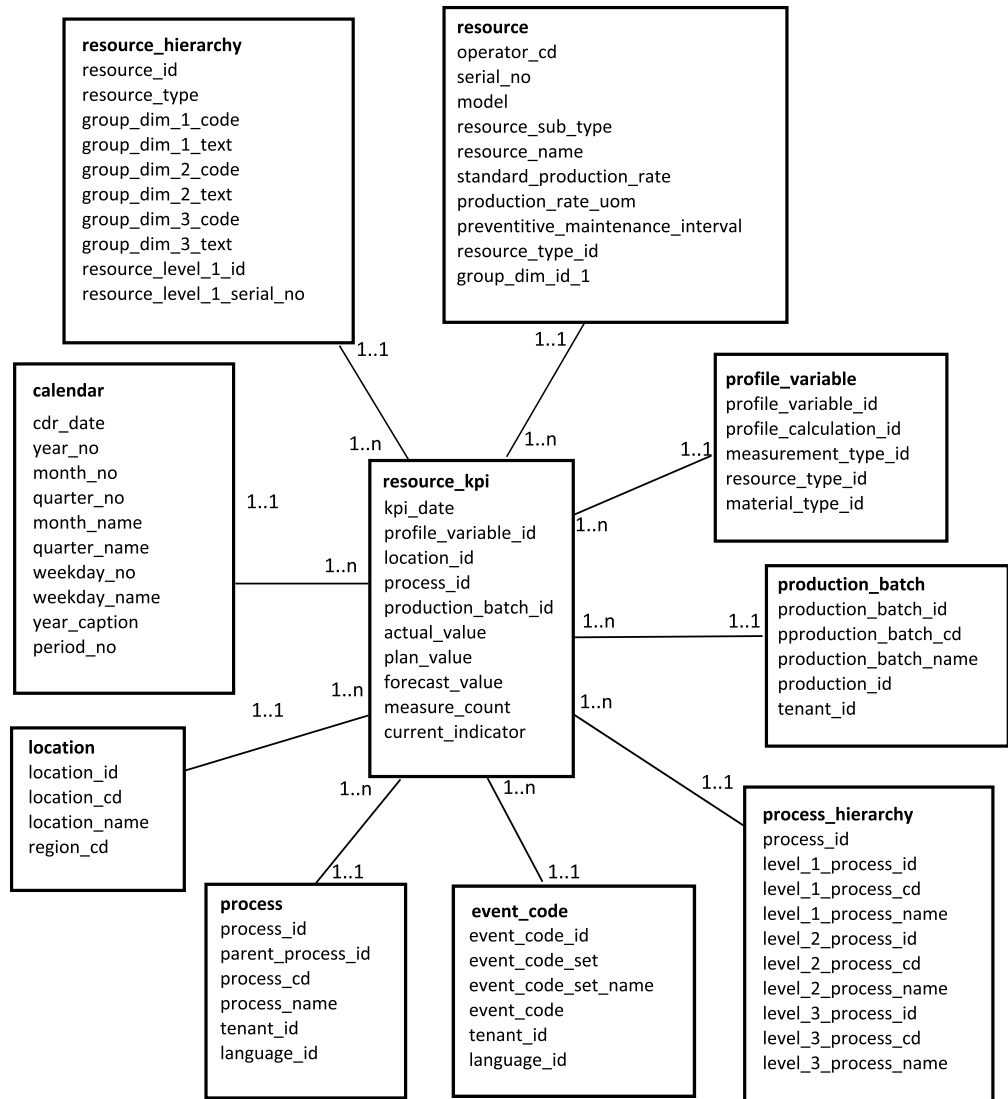 resource_hierarchy
resource_id
resource_type
group_dim_1_code
group_dim_1_text
group_dim_2_code
group_dim_2_text
group_dim_3_code
group_dim_3_text
resource_level_1_id
resource_level_1_serial_no
resource
operator_cd
serial_no
model
resource_sub_type
resource_name
standard_production_rate
production_rate_uom
preventitive_maintenance_interval
resource_type_id
group_dim_id_1
1..1
1..n
1..1
1..n
calendar
cdr_date
year_no
month_no
quarter_no
month_name
quarter_name
weekday_no
weekday_name
year_caption
period_no
1..1
1..n
resource_kpi
kpi_date
profile_variable_id
location_id
process_id
production_batch_id
actual_value
plan_value
forecast_value
measure_count
current_indicator
profile_variable
profile_variable_id
profile_calculation_id
measurement_type_id
resource_type_id
material_type_id
1..1
1..n
production_batch
production_batch_id
pproduction_batch_cd
production_batch_name
production_id
tenant_id
1..n
1..1
location
location_id
location_cd
location_name
region_cd
1..1
1..n
process
process_id
parent_process_id
process_cd
process_name
tenant_id
language_id
1..n
1..1
event_code
event_code_id
event_code_set
event_code_set_name
event_code
tenant_id
language_id
1..n
1..1
process_hierarchy
process_id
level_1_process_id
level_1_process_cd
level_1_process_name
level_2_process_id
level_2_process_cd
level_2_process_name
level_3_process_id
level_3_process_cd
level_3_process_name
1..n
1..1